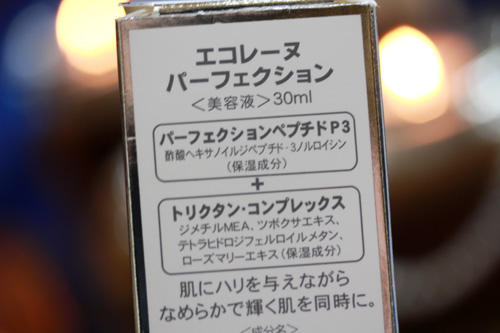 エコレーヌ
パーフェクション
＜美容液＞30ml
パーフェクションペプチドP3
酢酸ヘキサノイルジペプチド-3ノルロイシン
（保湿成分）
+
トリクタン・コンプレックス
ジメチルMEA、ツボクサエキス、
テトラヒドロジフェルロイルメタン、
ローズマリーエキス（保湿成分）
肌にハリを与えながら
なめらかで輝く肌を同時に。
＜成分名＞